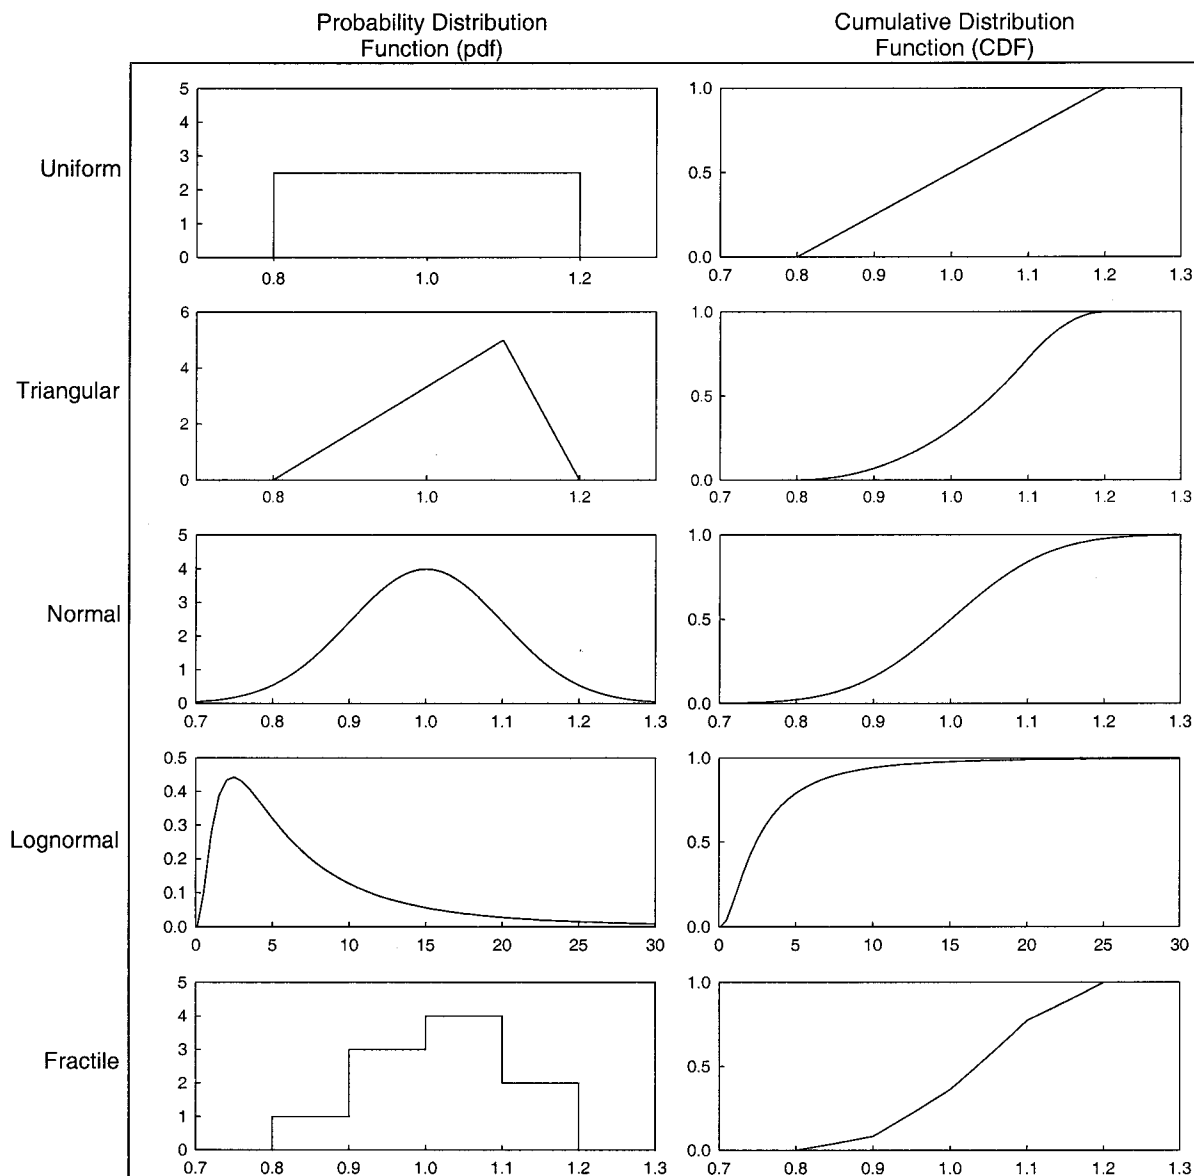 Probability Distribution
Function (pdf)
Cumulative Distribution
Function (CDF)
Uniform
5
4
3
2
1
0
0.8 1.0 1.2
1.0
0.5
0.0
0.7 0.8 0.9 1.0 1.1 1.2 1.3
Triangular
6
4
2
0
0.8 1.0 1.2
1.0
0.5
0.0
0.7 0.8 0.9 1.0 1.1 1.2 1.3
Normal
5
4
3
2
1
0
0.7 0.8 0.9 1.0 1.1 1.2 1.3
1.0
0.5
0.0
0.7 0.8 0.9 1.0 1.1 1.2 1.3
Lognormal
0.5
0.4
0.3
0.2
0.1
0.0
0 5 10 15 20 25 30
1.0
0.5
0.0
0 5 10 15 20 25 30
Fractile
5
4
3
2
1
0
0.7 0.8 0.9 1.0 1.1 1.2 1.3
1.0
0.5
0.0
0.7 0.8 0.9 1.0 1.1 1.2 1.3